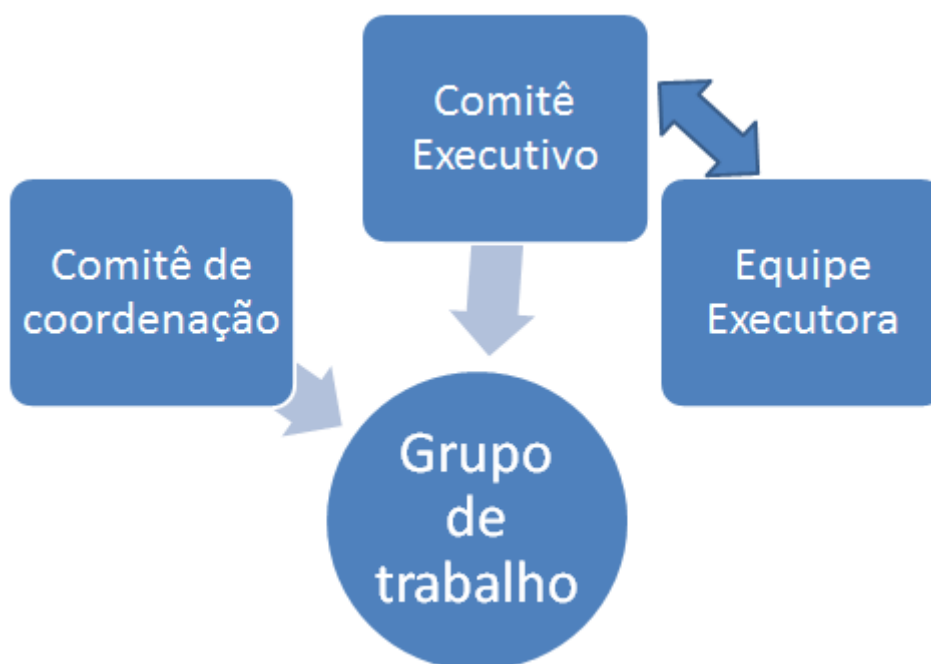 Comitê
Executivo
Comitê de
coordenação
Equipe
Executora
Grupo
de
trabalho